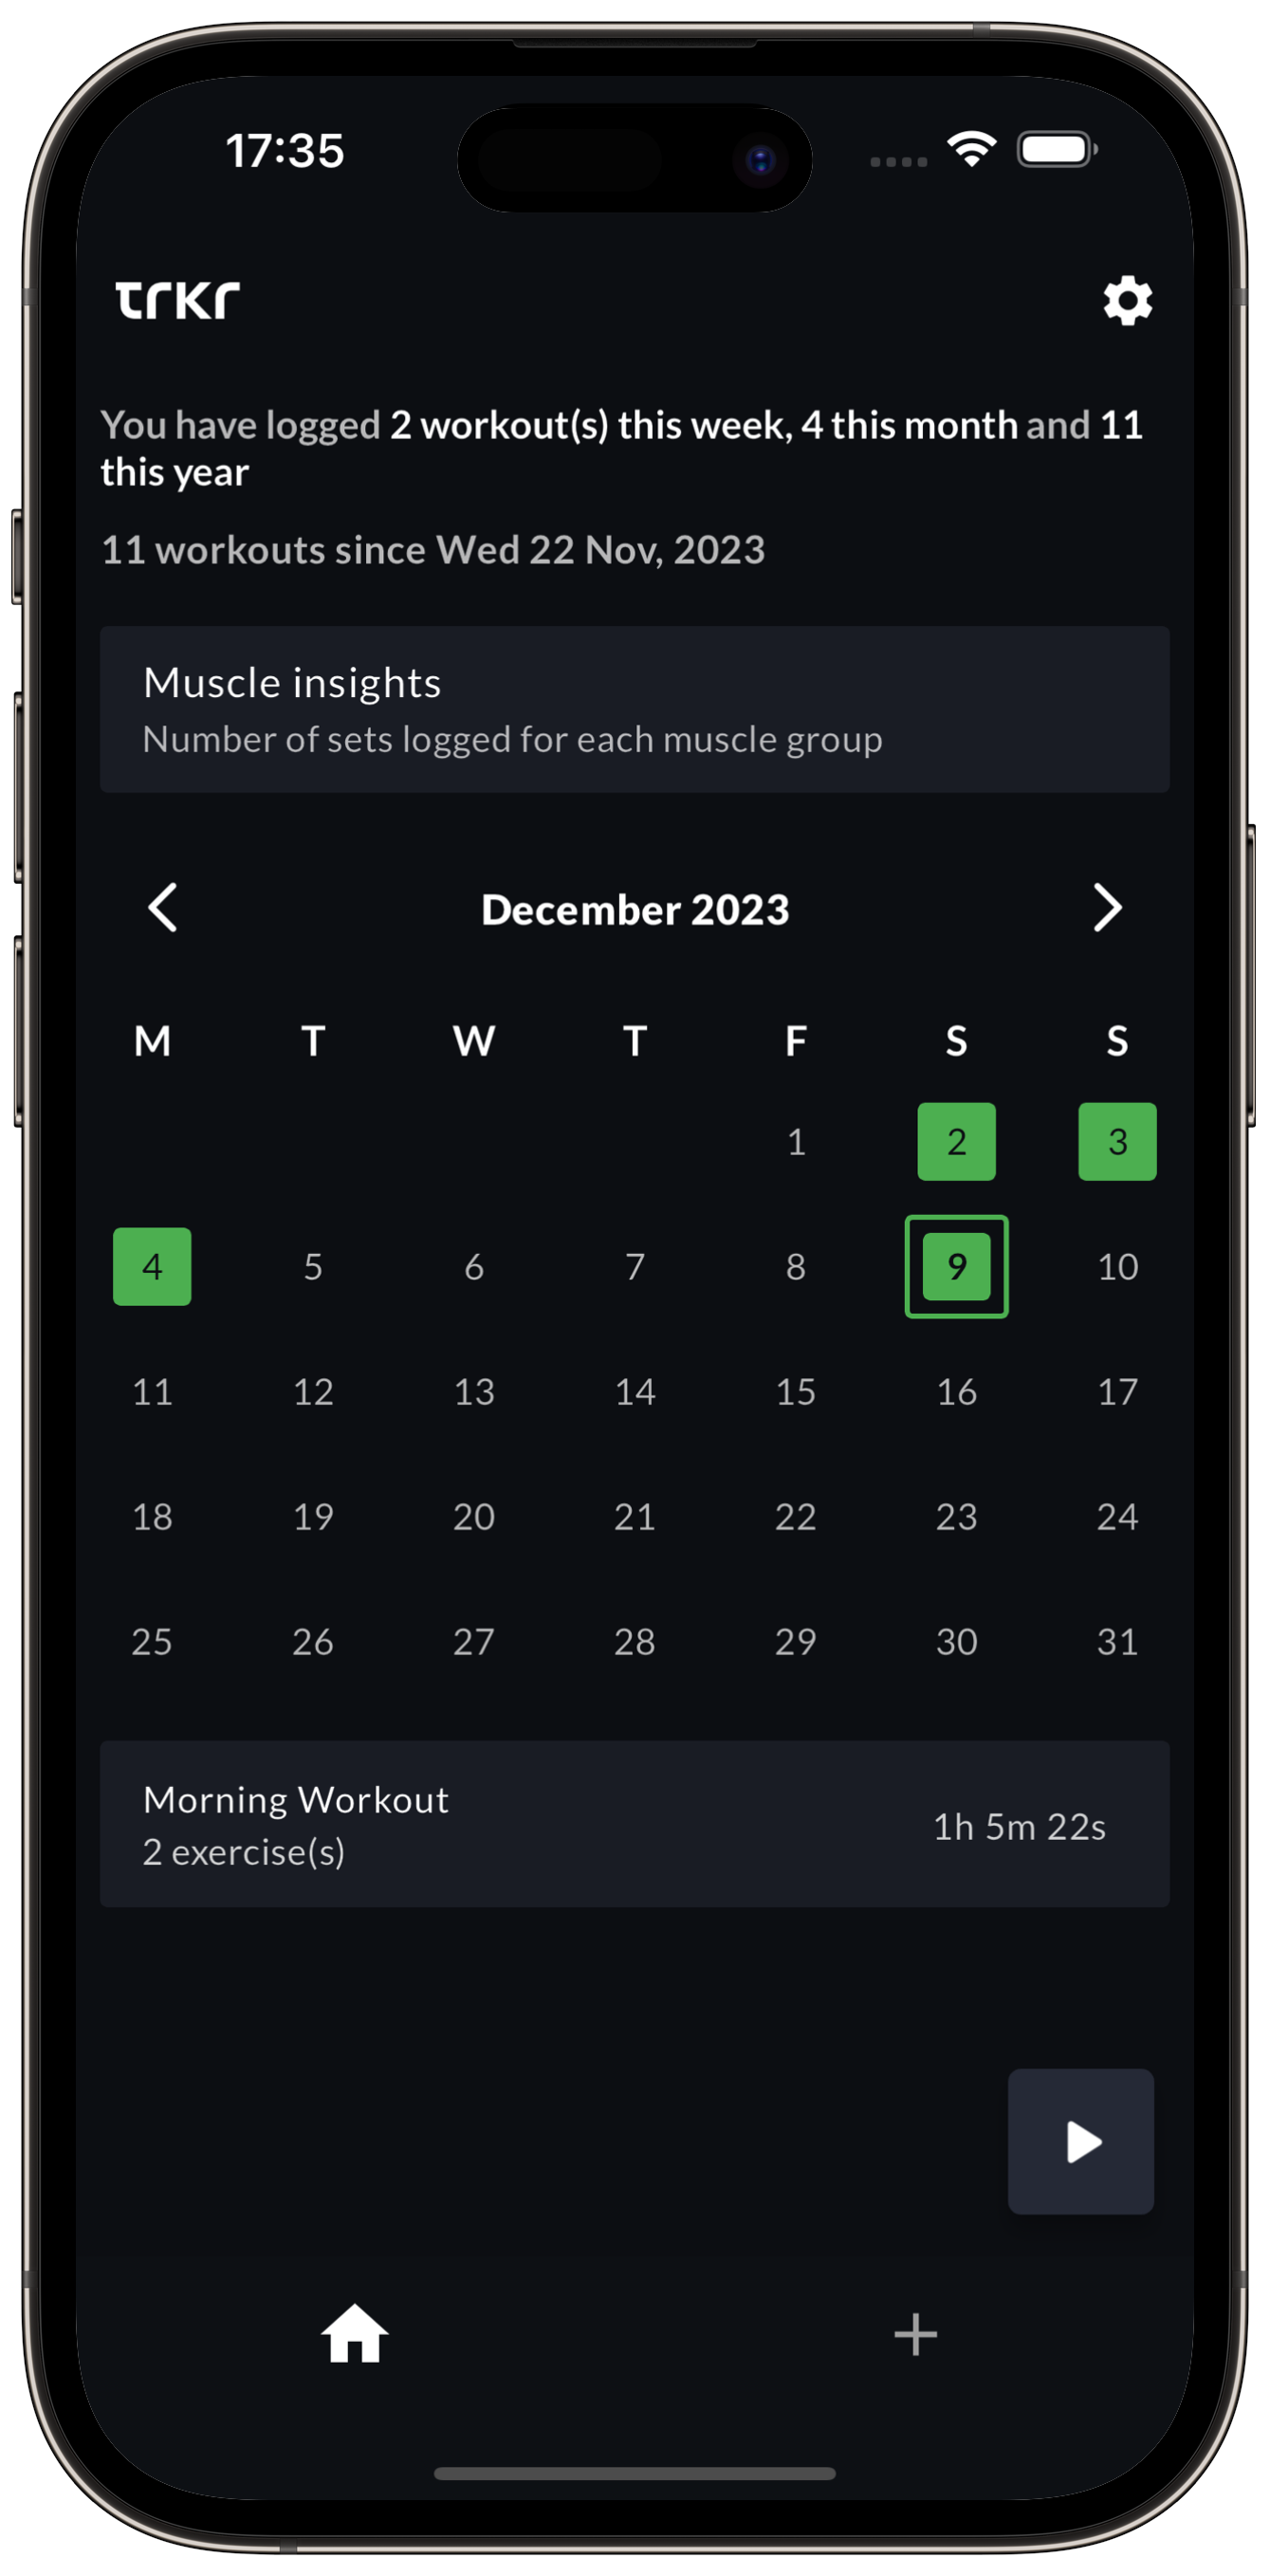 17:35
trkr
You have logged 2 workout(s) this week, 4 this month and 11
this year
11 workouts since Wed 22 Nov, 2023
Muscle insights
Number of sets logged for each muscle group
December 2023
M T W T F S S
1 2 3
4 5 6 7 8 9 10
11 12 13 14 15 16 17
18 19 20 21 22 23 24
25 26 27 28 29 30 31
Morning Workout
2 exercise(s)
1h 5m 22s